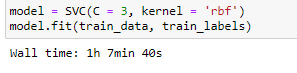 model = SVC(C = 3, kernel = 'rbf')
model.fit(train_data, train_labels)
Wall time: 1h 7min 40s